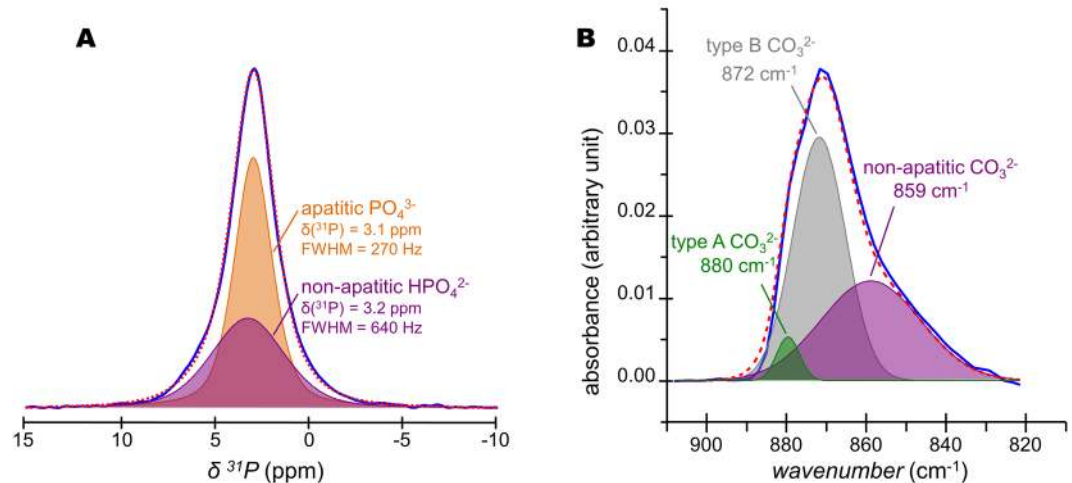 A
apatitic PO₄³⁻
δ(³¹P) = 3.1 ppm
FWHM = 270 Hz
non-apatitic HPO₄²⁻
δ(³¹P) = 3.2 ppm
FWHM = 640 Hz
15 10 5 0 -5 -10
δ ³¹P (ppm)
B
absorbance (arbitrary unit)
0.04
0.03
0.02
0.01
0.00
type B CO₃²⁻
872 cm⁻¹
non-apatitic CO₃²⁻
859 cm⁻¹
type A CO₃²⁻
880 cm⁻¹
900 880 860 840 820
wavenumber (cm⁻¹)